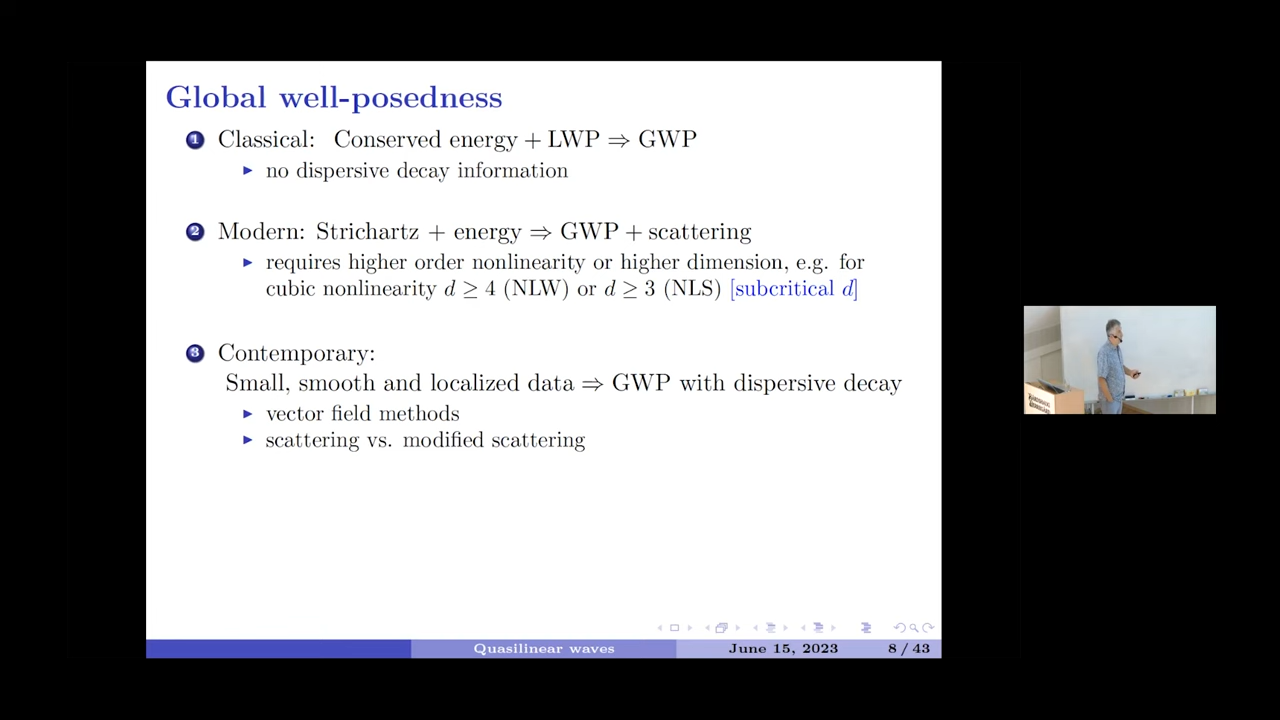 Global well-posedness
1 Classical: Conserved energy + LWP ⇒ GWP
▶ no dispersive decay information
2 Modern: Strichartz + energy ⇒ GWP + scattering
▶ requires higher order nonlinearity or higher dimension, e.g. for
cubic nonlinearity d ≥ 4 (NLW) or d ≥ 3 (NLS) [subcritical d]
3 Contemporary:
Small, smooth and localized data ⇒ GWP with dispersive decay
▶ vector field methods
▶ scattering vs. modified scattering
Quasilinear waves June 15, 2023 8 / 43